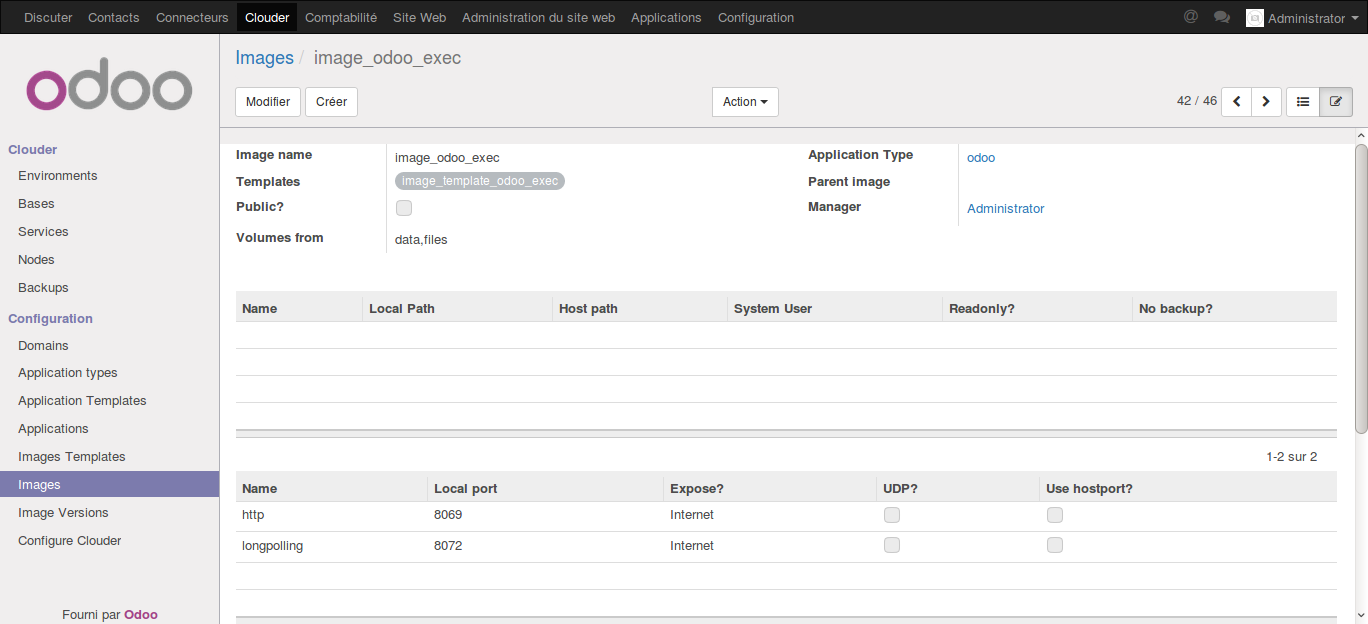 Discuter Contacts Connecteurs Clouder Comptabilité Site Web Administration du site web Applications Configuration @ Administrator
odoo
Clouder
Environments
Bases
Services
Nodes
Backups
Configuration
Domains
Application types
Application Templates
Applications
Images Templates
Images
Image Versions
Configure Clouder
Fourni par Odoo
Images / image_odoo_exec
Modifier Créer Action 42 / 46
Image name image_odoo_exec Application Type odoo
Templates image_template_odoo_exec Parent image
Public? Manager Administrator
Volumes from data,files
Name Local Path Host path System User Readonly? No backup?
1-2 sur 2
Name Local port Expose? UDP? Use hostport?
http 8069 Internet
longpolling 8072 Internet